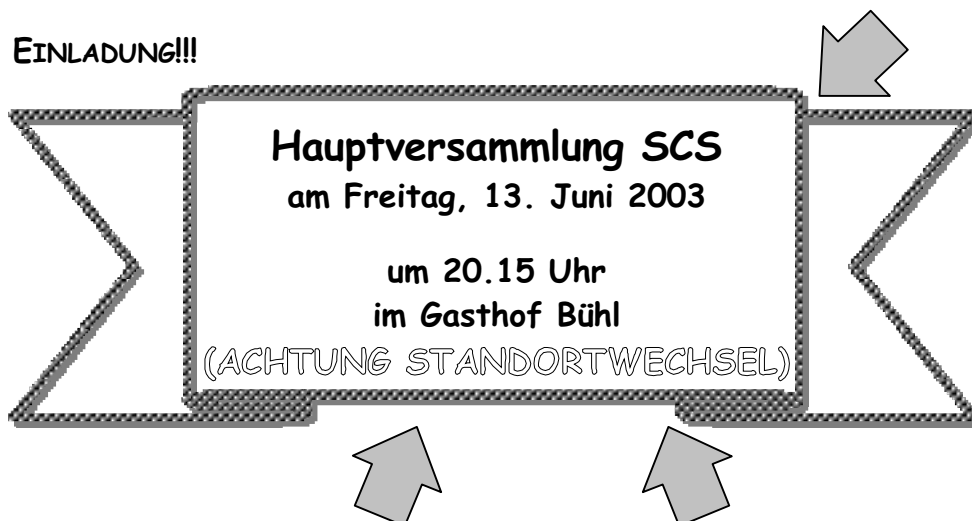 EINLADUNG!!!
Hauptversammlung SCS
am Freitag, 13. Juni 2003
um 20.15 Uhr
im Gasthof Bühl
(ACHTUNG STANDORTWECHSEL)